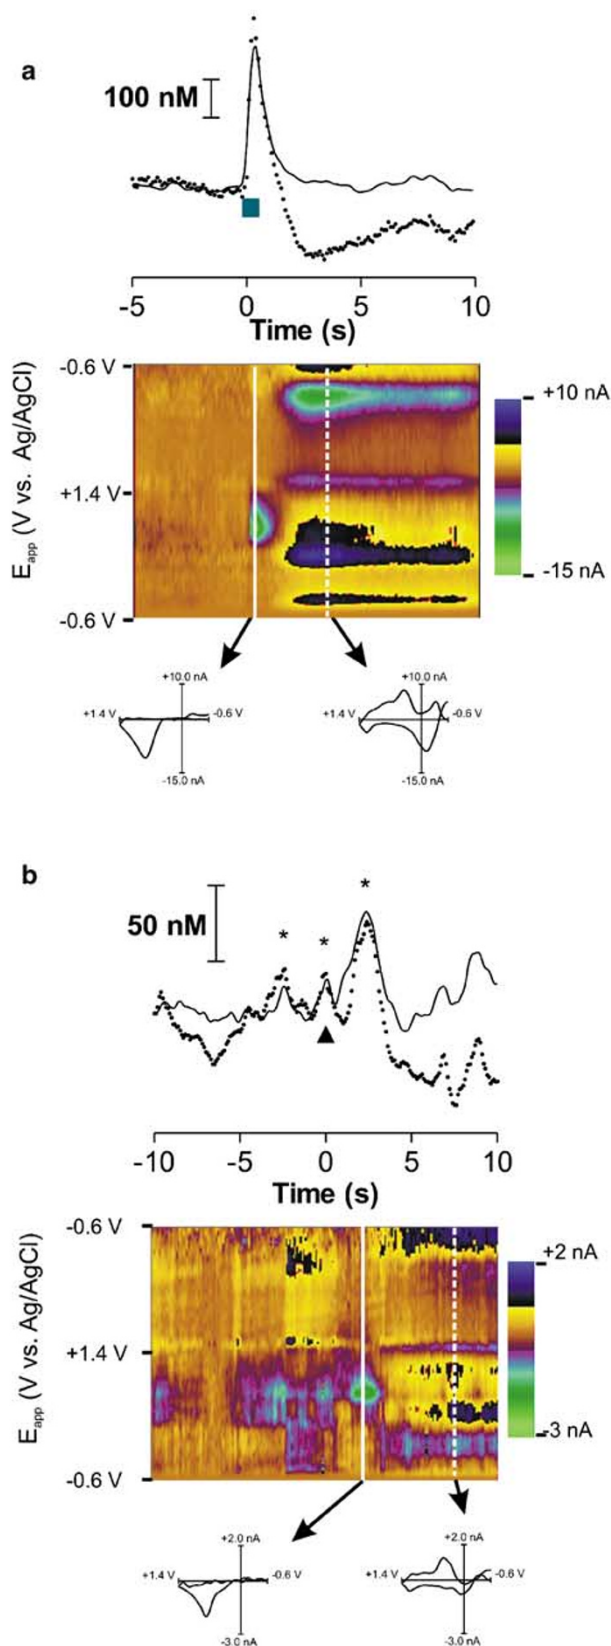 a
100 nM
-5 0 5 10
Time (s)
-0.6 V
+1.4 V
-0.6 V
E_app (V vs. Ag/AgCl)
+10 nA
-15 nA
+10.0 nA
+1.4 V -0.6 V
-15.0 nA
+10.0 nA
+1.4 V -0.6 V
-15.0 nA
b
50 nM
* * *
-10 -5 0 5 10
Time (s)
-0.6 V
+1.4 V
-0.6 V
E_app (V vs. Ag/AgCl)
+2 nA
-3 nA
+2.0 nA
+1.4 V -0.6 V
-3.0 nA
+2.0 nA
+1.4 V -0.6 V
-3.0 nA